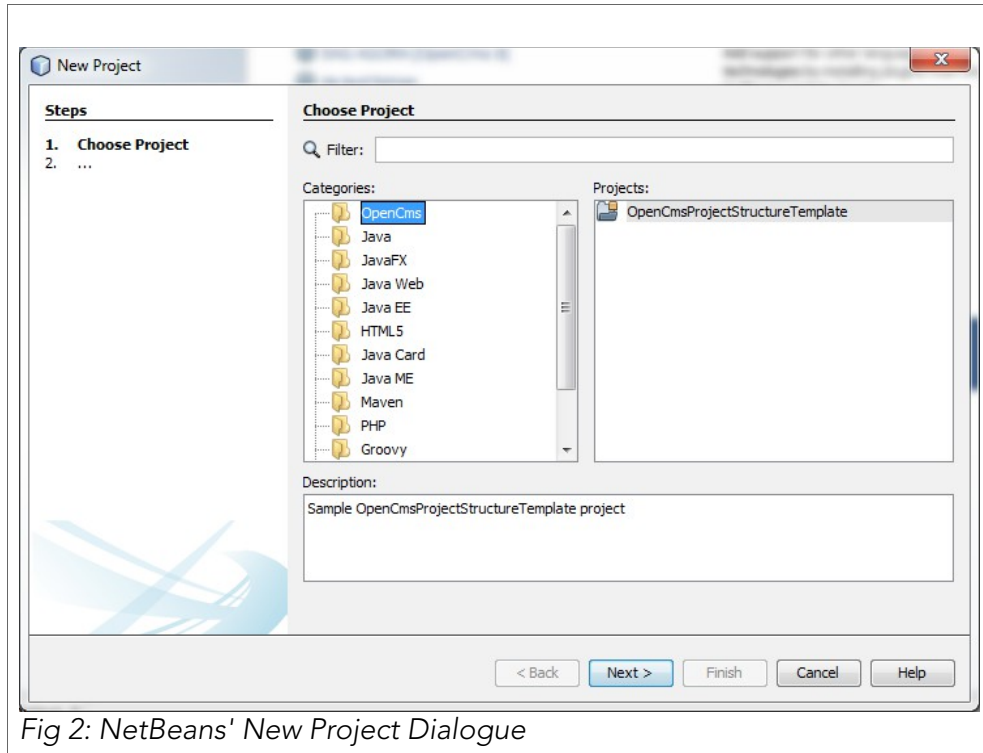 New Project
Steps
1. Choose Project
2. ...
Choose Project
Filter:
Categories:
OpenCms
Java
JavaFX
Java Web
Java EE
HTML5
Java Card
Java ME
Maven
PHP
Groovy
Projects:
OpenCmsProjectStructureTemplate
Description:
Sample OpenCmsProjectStructureTemplate project
< Back
Next >
Finish
Cancel
Help
Fig 2: NetBeans' New Project Dialogue